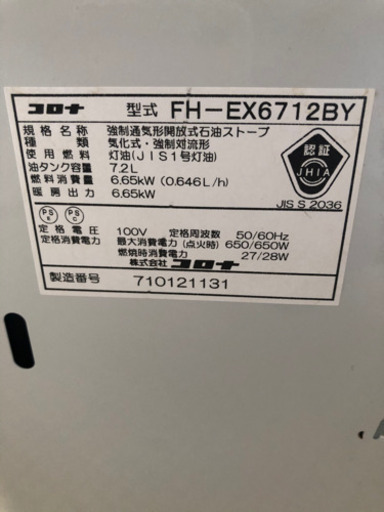 コロナ 型式 FH-EX6712BY
規格名称 強制通気形開放式石油ストーブ
種類 気化式・強制対流形
使用燃料 灯油(JIS1号灯油)
油タンク容量 7.2L
燃料消費量 6.65kW (0.646L/h)
暖房出力 6.65kW
認証
JHIA
JIS S 2036
PS E PS C
定格電圧 100V 定格周波数 50/60Hz
定格消費電力 最大消費電力 (点火時) 650/650W
燃焼時消費電力 27/28W
株式会社 コロナ
製造番号 710121131